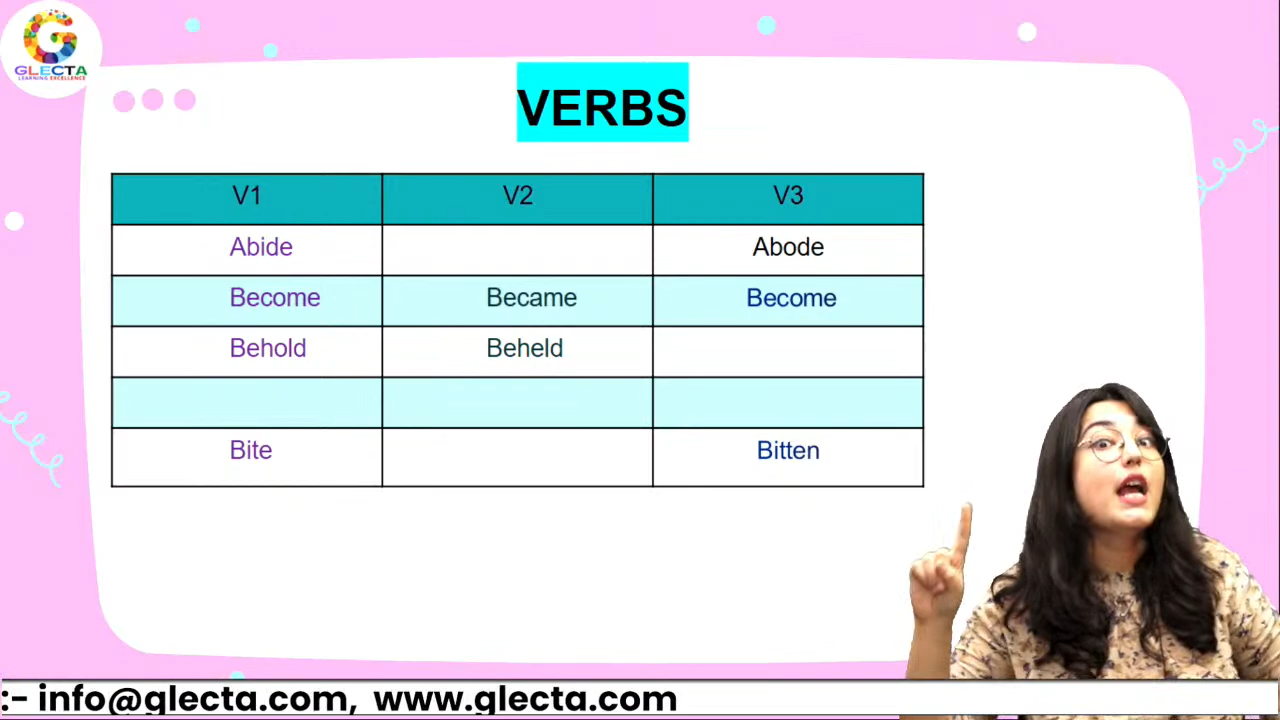 GLECTA
LEARNING EXCELLENCE
VERBS
V1 V2 V3
Abide Abode
Become Became Become
Behold Beheld
Bite Bitten
:- info@glecta.com, www.glecta.com